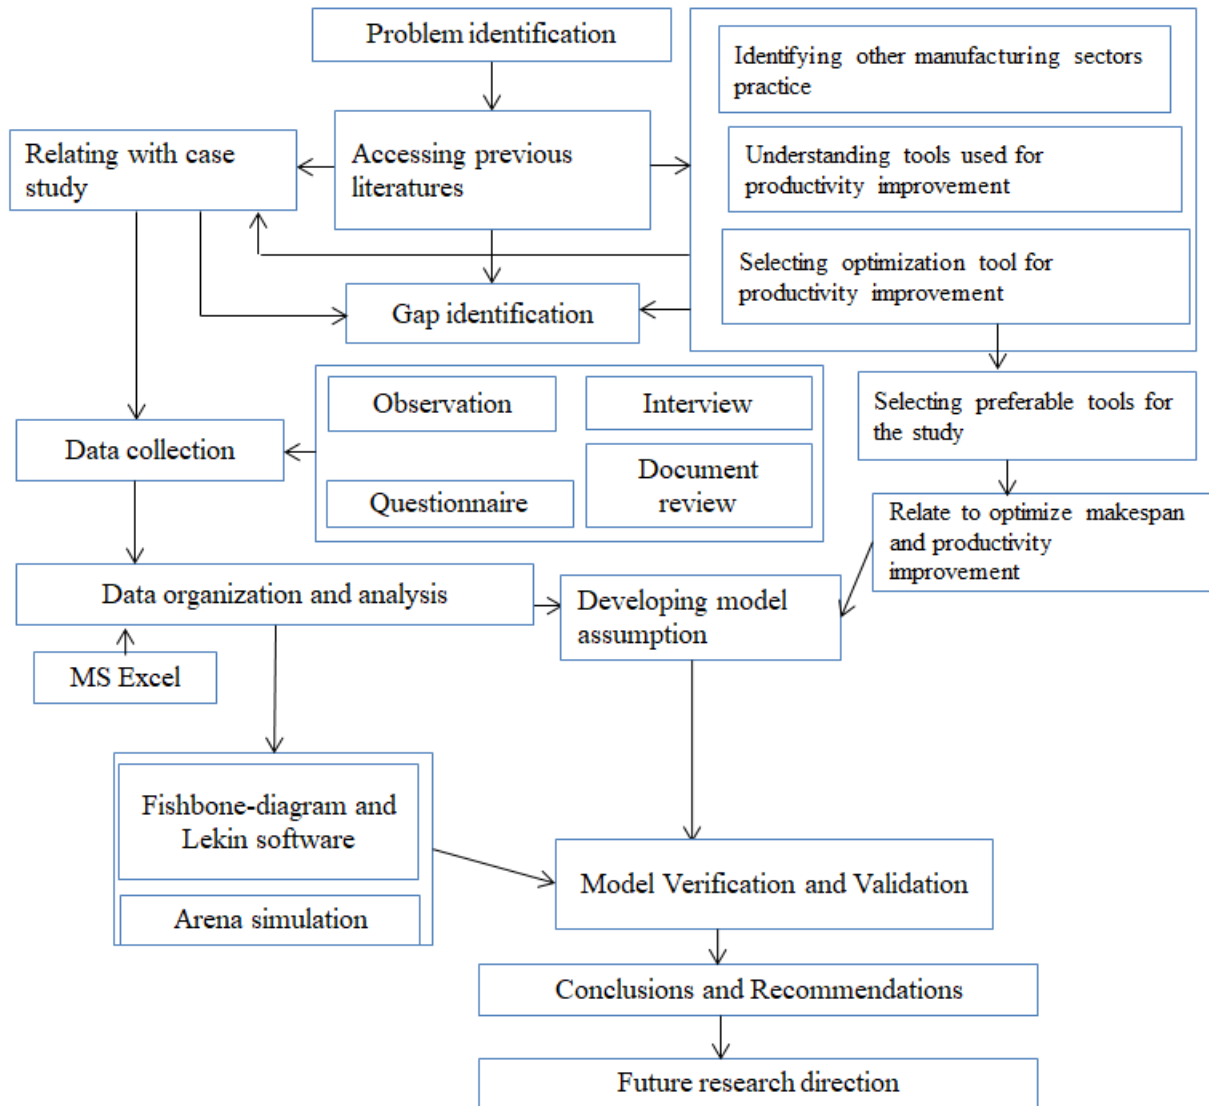 Problem identification
Identifying other manufacturing sectors
practice
Relating with case
study
Accessing previous
literatures
Understanding tools used for
productivity improvement
Selecting optimization tool for
productivity improvement
Gap identification
Observation
Interview
Selecting preferable tools for
the study
Data collection
Questionnaire
Document
review
Relate to optimize makespan
and productivity
improvement
Data organization and analysis
Developing model
assumption
MS Excel
Fishbone-diagram and
Lekin software
Arena simulation
Model Verification and Validation
Conclusions and Recommendations
Future research direction